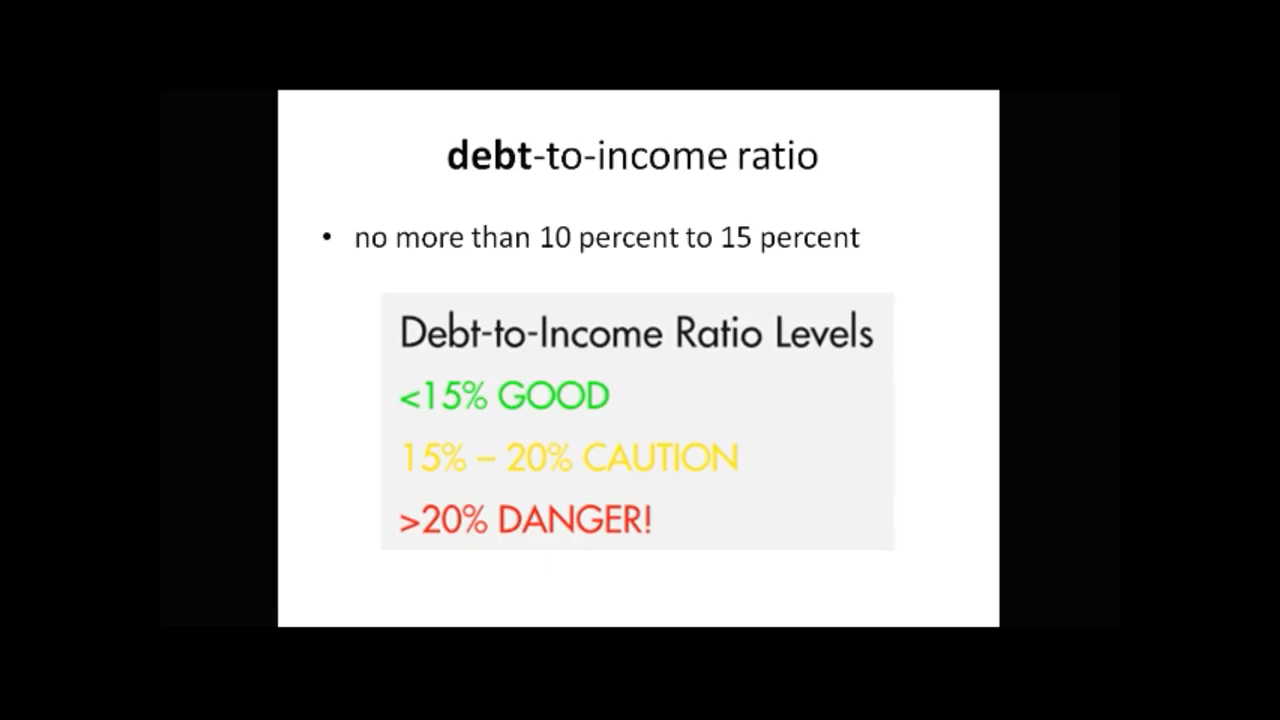 debt-to-income ratio
• no more than 10 percent to 15 percent
Debt-to-Income Ratio Levels
<15% GOOD
15% – 20% CAUTION
>20% DANGER!